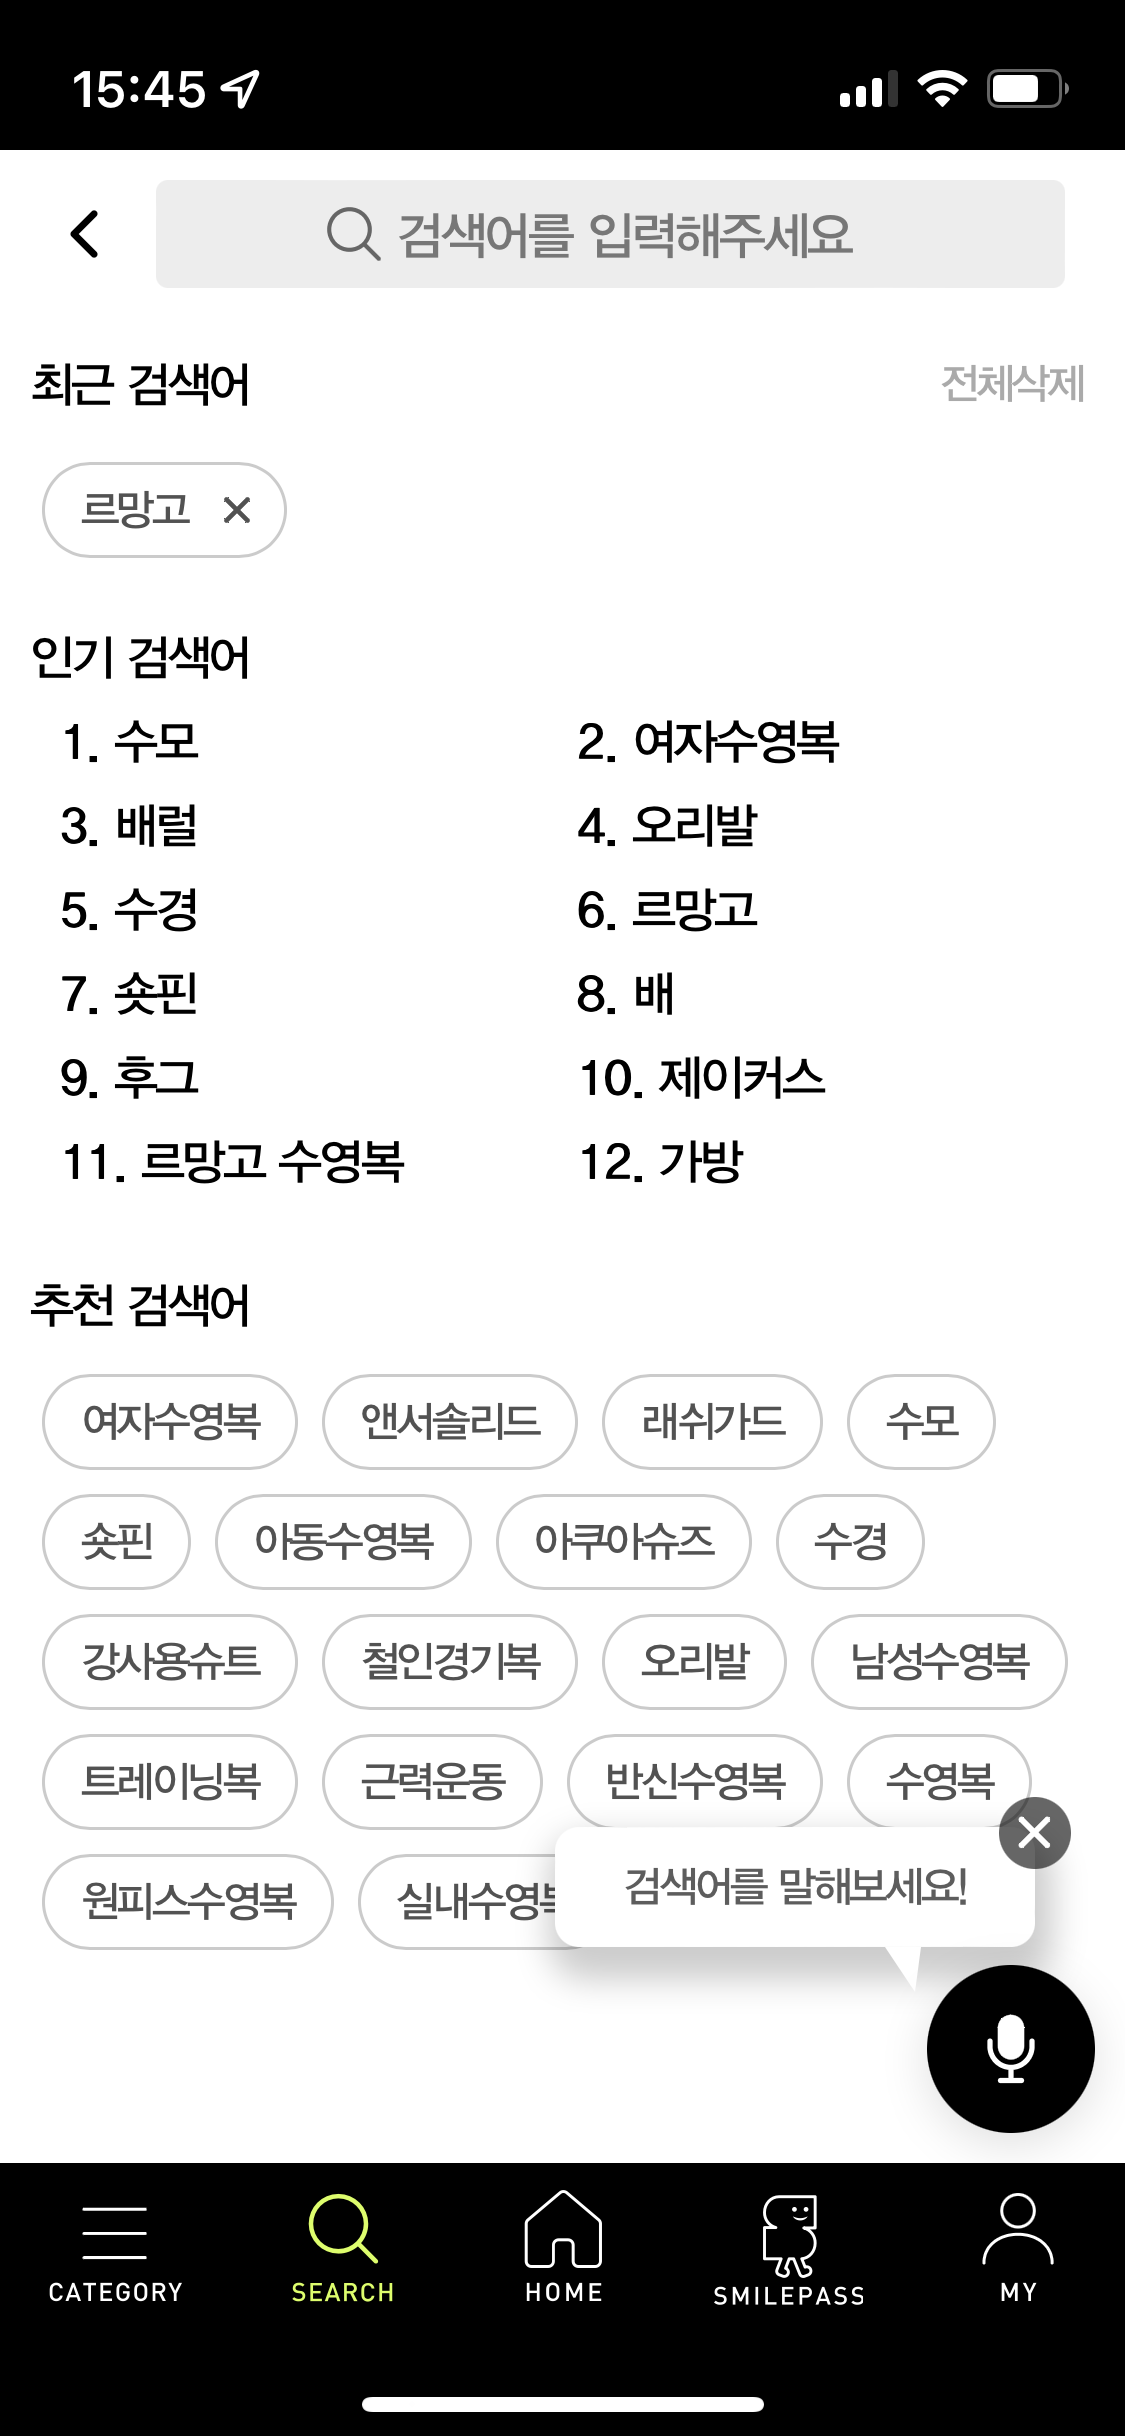 15:45
검색어를 입력해주세요
최근 검색어 전체삭제
르망고
인기 검색어
1. 수모 2. 여자수영복
3. 배럴 4. 오리발
5. 수경 6. 르망고
7. 숏핀 8. 배
9. 후그 10. 제이커스
11. 르망고 수영복 12. 가방
추천 검색어
여자수영복 앤서솔리드 래쉬가드 수모
숏핀 아동수영복 아쿠아슈즈 수경
강사용슈트 철인경기복 오리발 남성수영복
트레이닝복 근력운동 반신수영복 수영복
원피스수영복 실내수영복
검색어를 말해보세요!
CATEGORY SEARCH HOME SMILEPASS MY